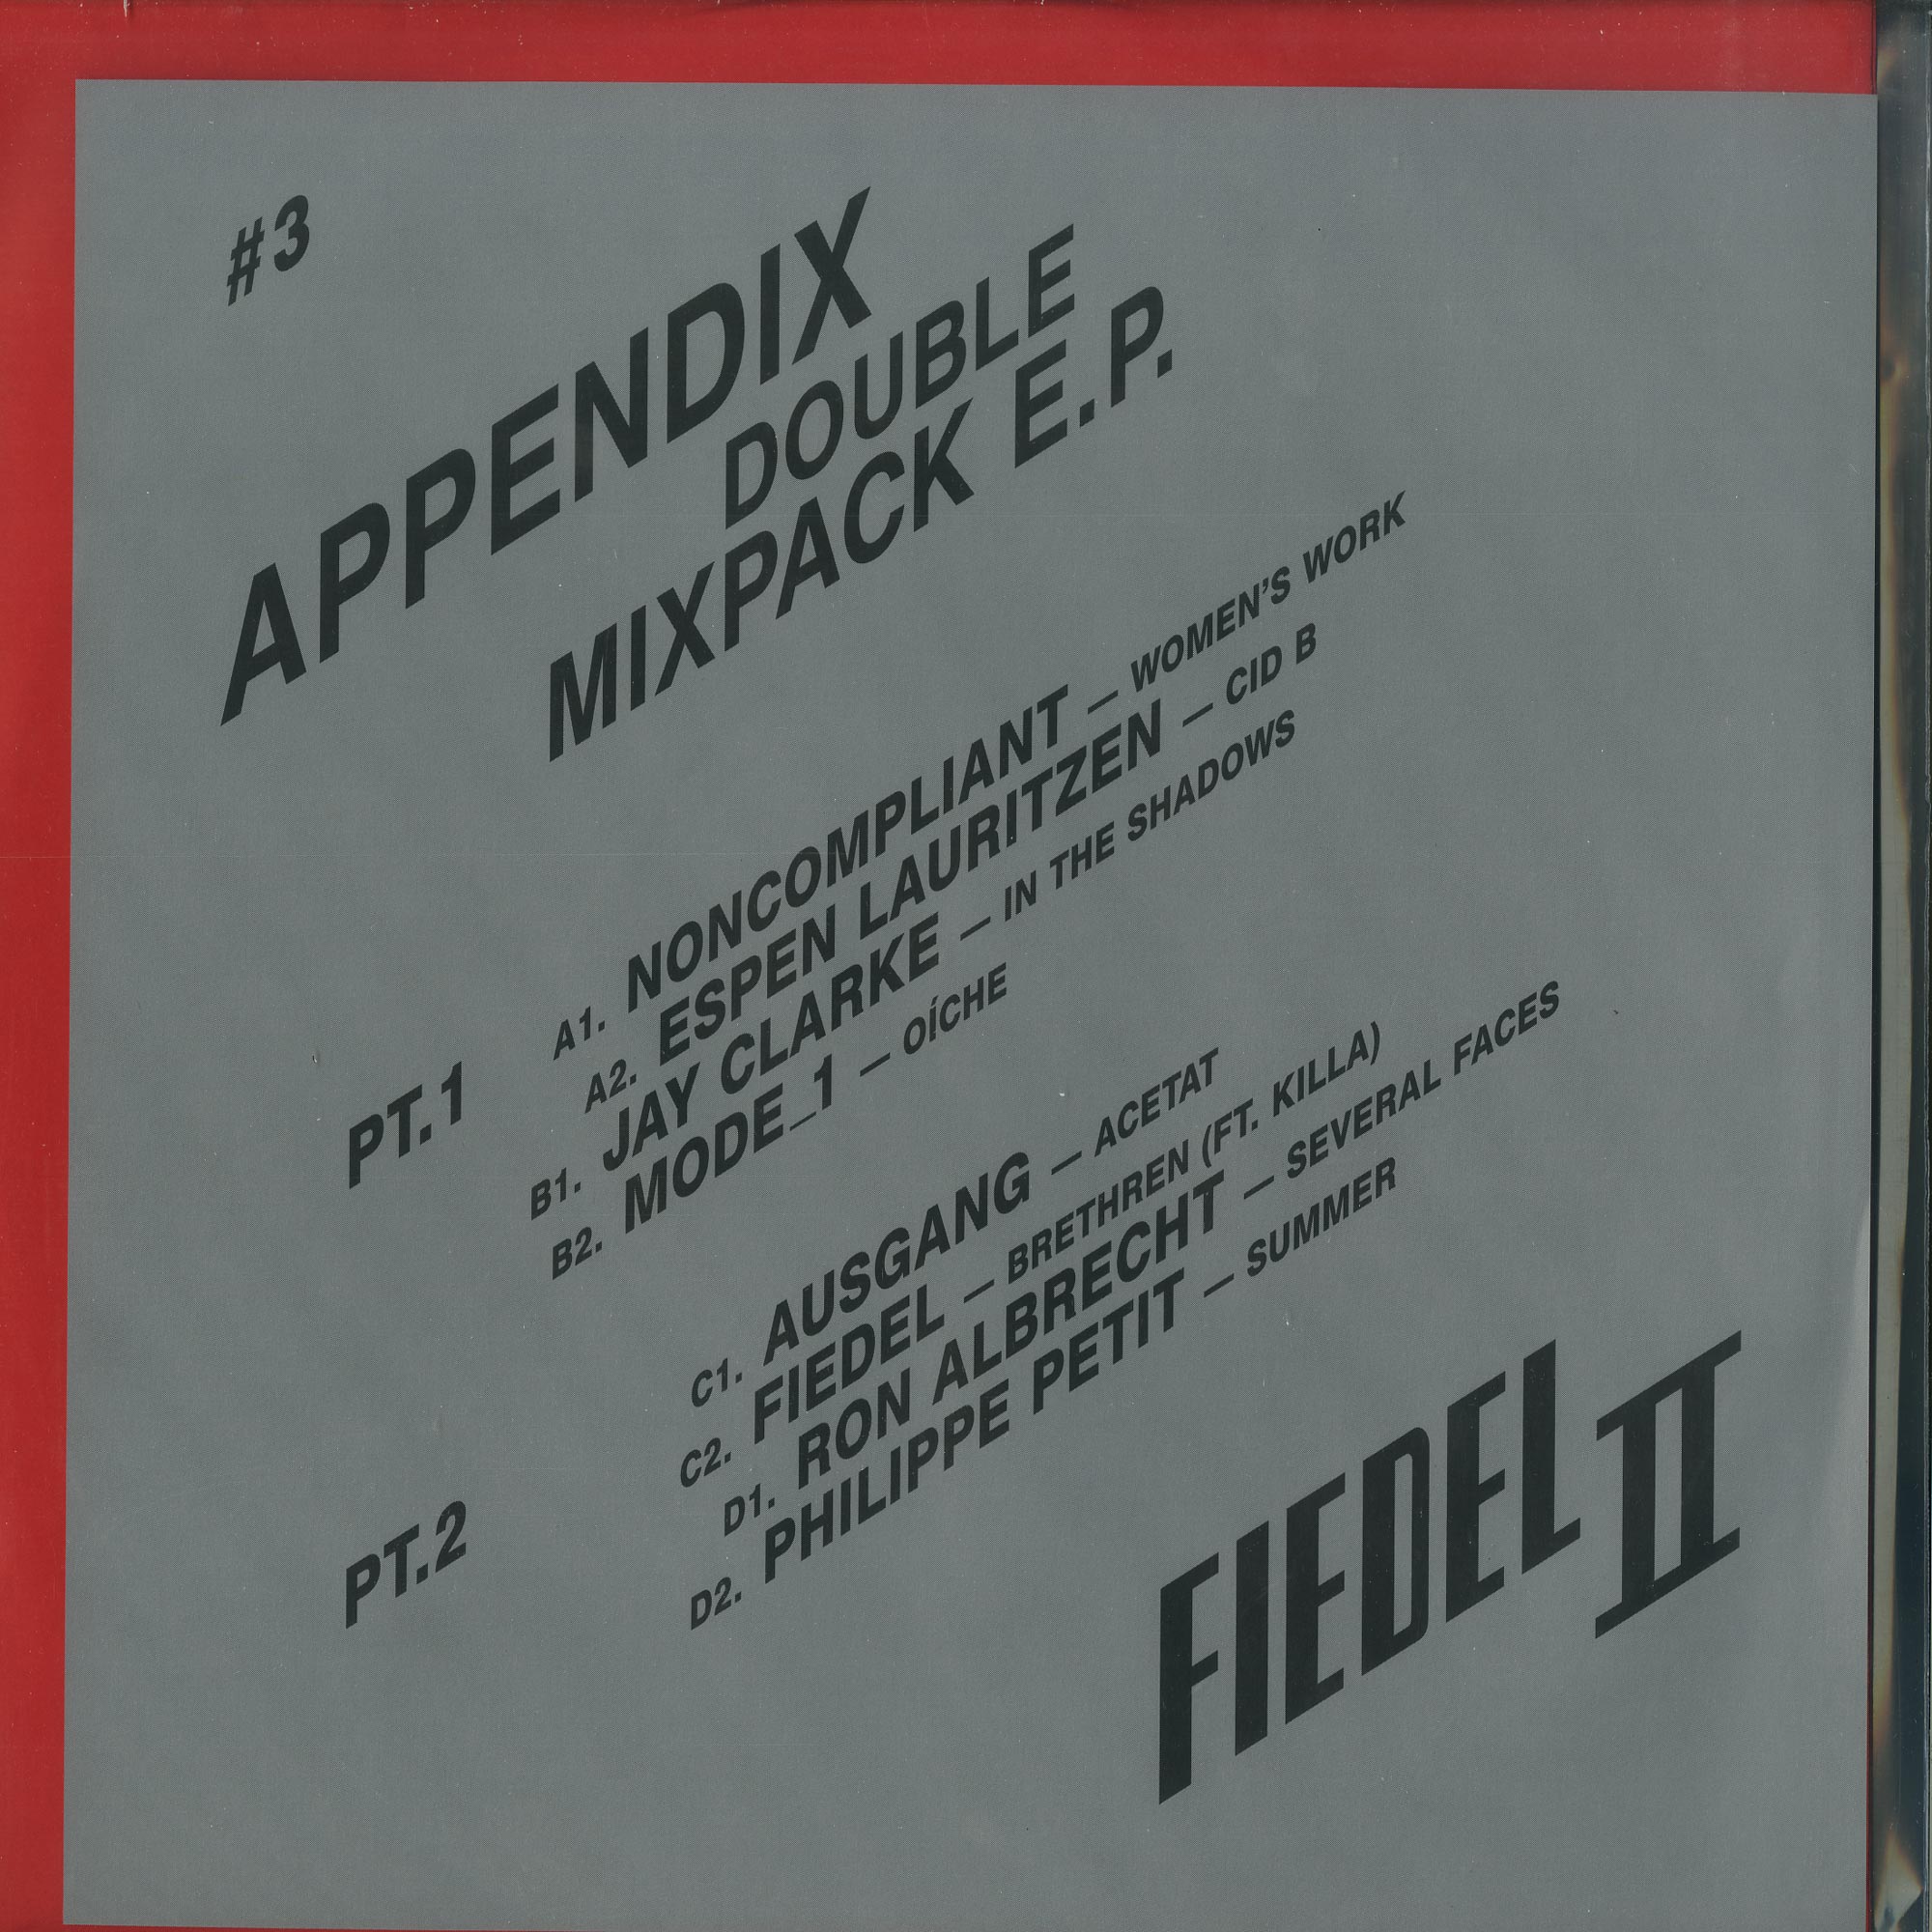 #3
APPENDIX
DOUBLE
MIXPACK E.P.
PT.1
A1. NONCOMPLIANT — WOMEN'S WORK
A2. ESPEN LAURITZEN — CID B
B1. JAY CLARKE — IN THE SHADOWS
B2. MODE_1 — OÍCHE
PT.2
C1. AUSGANG — ACETAT
C2. FIEDEL — BRETHREN (FT. KILLA)
D1. RON ALBRECHT — SEVERAL FACES
D2. PHILIPPE PETIT — SUMMER
FIEDEL II